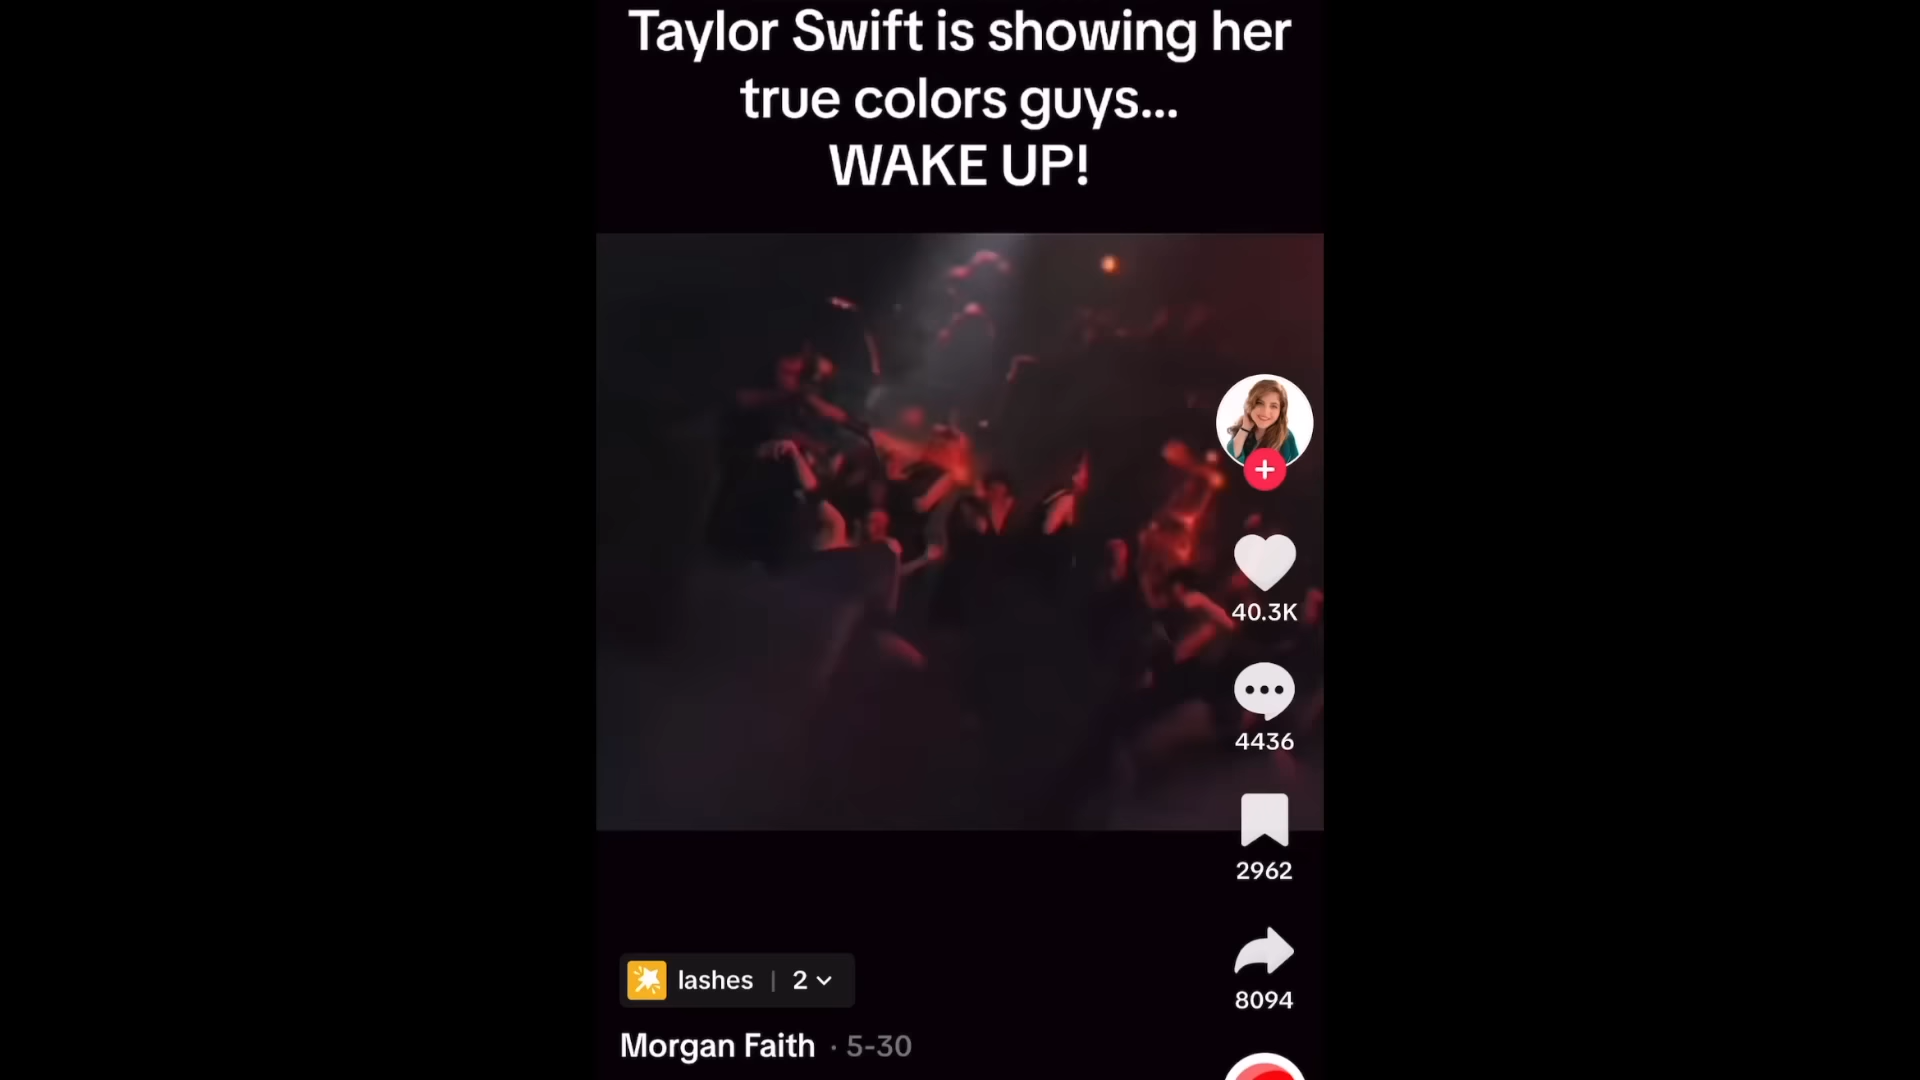 Taylor Swift is showing her
true colors guys...
WAKE UP!
40.3K
4436
2962
8094
lashes | 2
Morgan Faith · 5-30